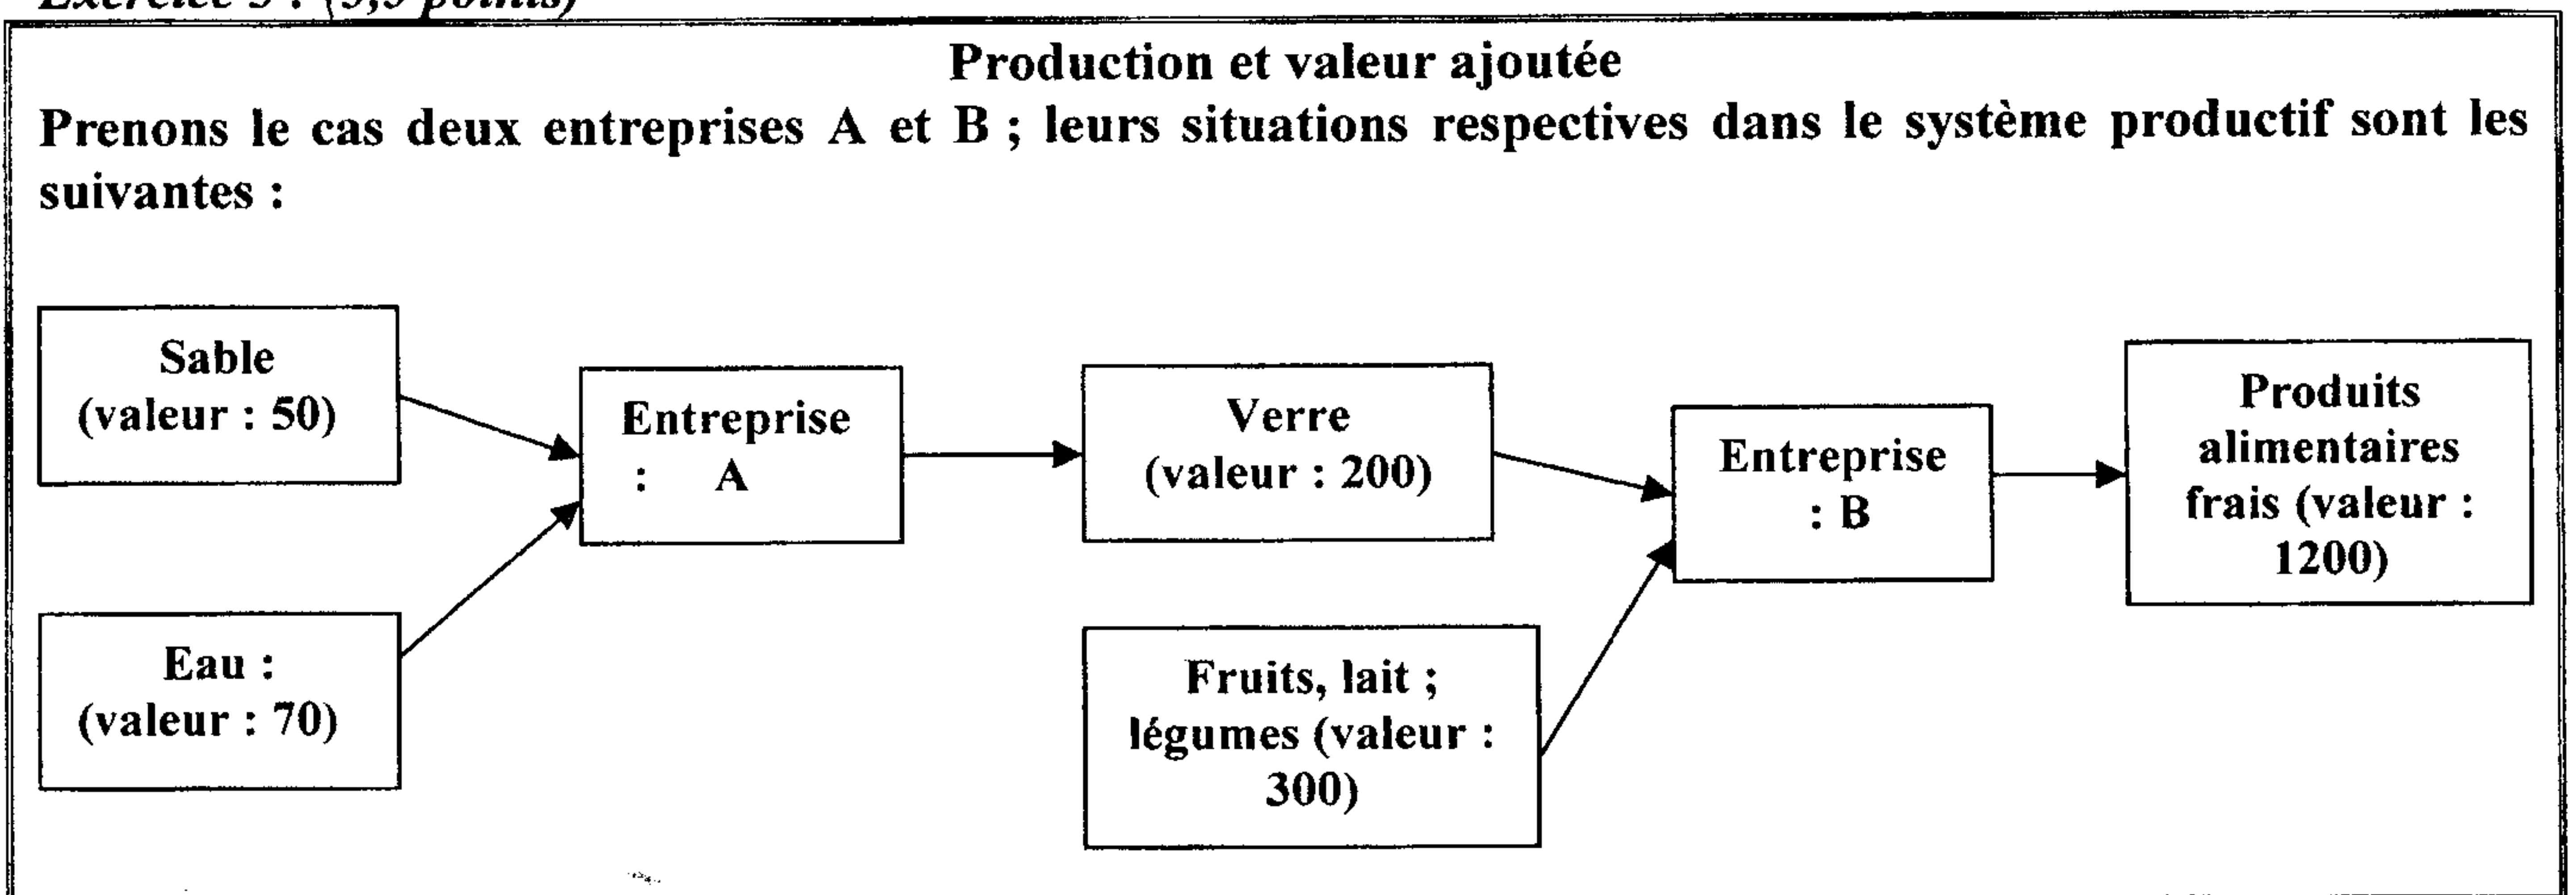 Production et valeur ajoutée
Prenons le cas deux entreprises A et B ; leurs situations respectives dans le système productif sont les
suivantes :
Sable
(valeur : 50)
Eau :
(valeur : 70)
Entreprise
: A
Verre
(valeur : 200)
Fruits, lait ;
légumes (valeur :
300)
Entreprise
: B
Produits
alimentaires
frais (valeur :
1200)